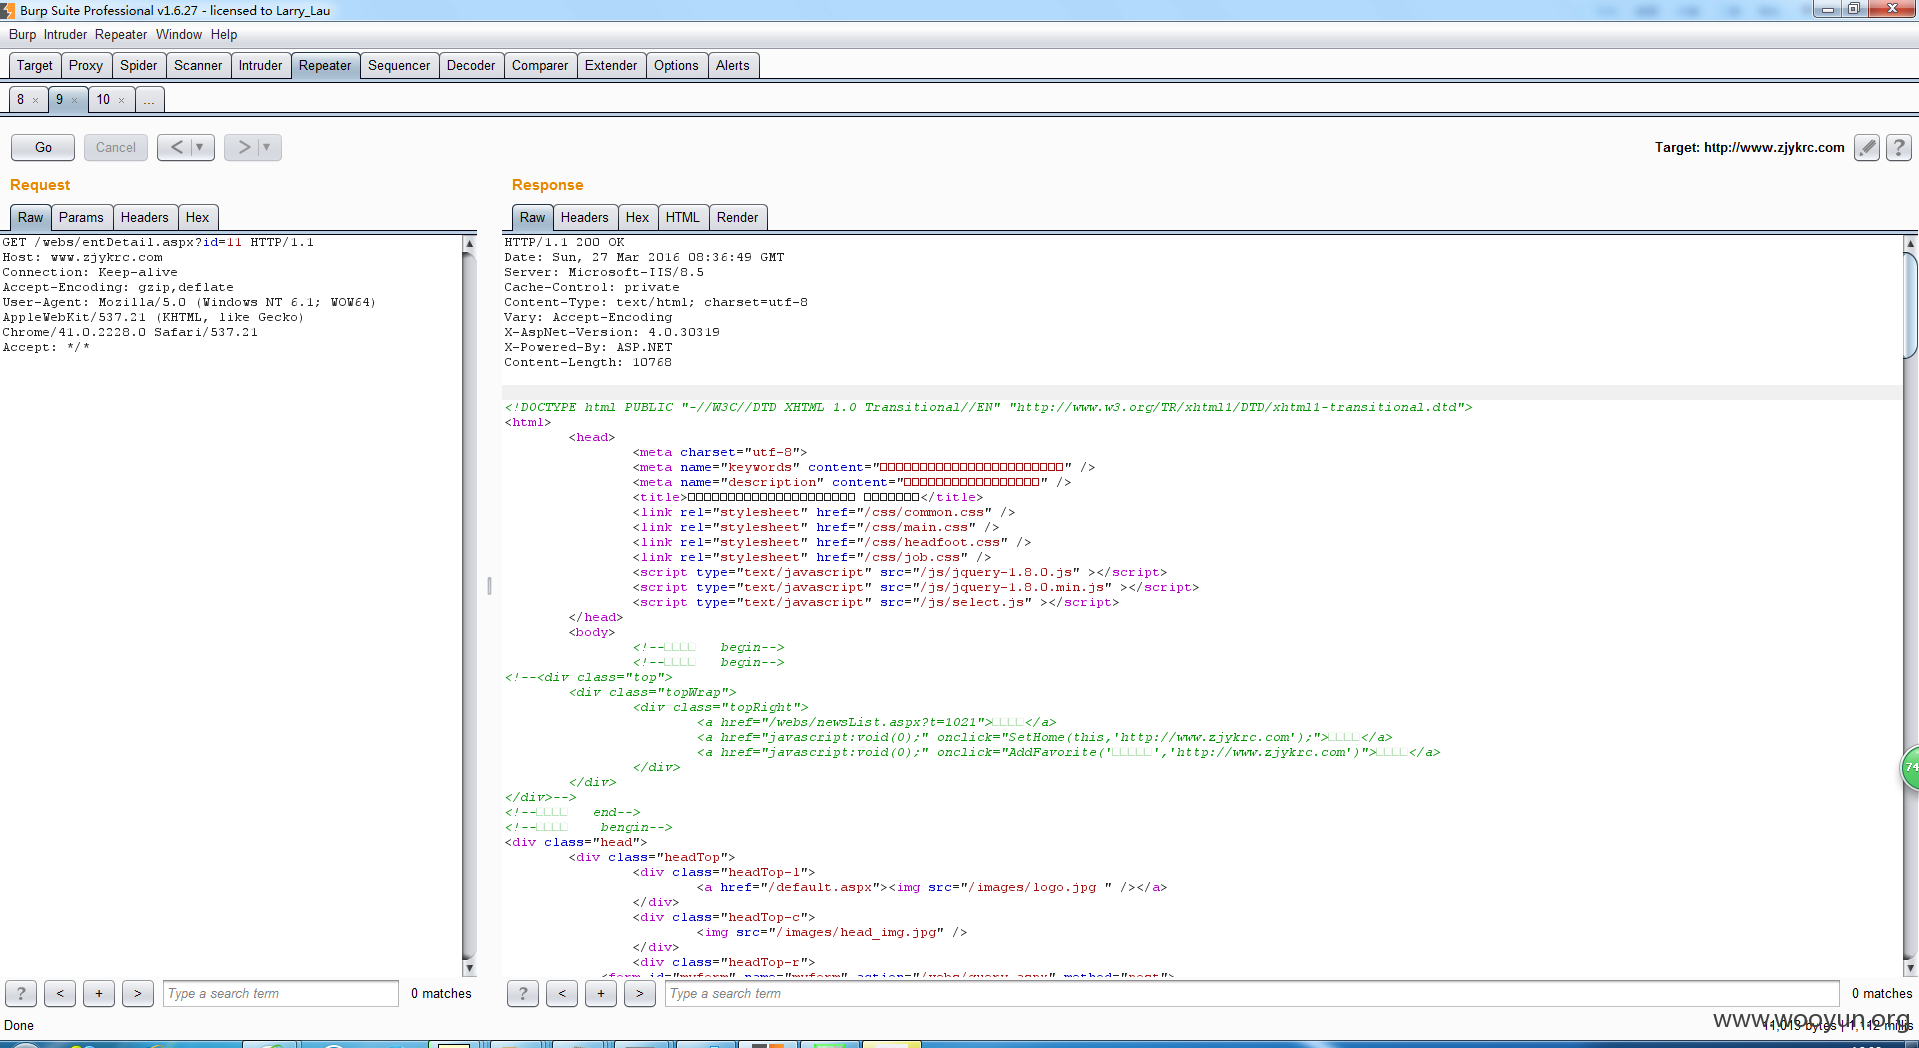 Burp Suite Professional v1.6.27 - licensed to Larry_Lau
Burp Intruder Repeater Window Help
Target Proxy Spider Scanner Intruder Repeater Sequencer Decoder Comparer Extender Options Alerts
8 × 9 × 10 × ...
Go Cancel < > Target: http://www.zjykrc.com ?
Request
Raw Params Headers Hex
GET /webs/entDetail.aspx?id=11 HTTP/1.1
Host: www.zjykrc.com
Connection: Keep-alive
Accept-Encoding: gzip,deflate
User-Agent: Mozilla/5.0 (Windows NT 6.1; WOW64)
AppleWebKit/537.21 (KHTML, like Gecko)
Chrome/41.0.2228.0 Safari/537.21
Accept: */*
? < + > Type a search term 0 matches
Response
Raw Headers Hex HTML Render
HTTP/1.1 200 OK
Date: Sun, 27 Mar 2016 08:36:49 GMT
Server: Microsoft-IIS/8.5
Cache-Control: private
Content-Type: text/html; charset=utf-8
Vary: Accept-Encoding
X-AspNet-Version: 4.0.30319
X-Powered-By: ASP.NET
Content-Length: 10768
<!DOCTYPE html PUBLIC "-//W3C//DTD XHTML 1.0 Transitional//EN" "http://www.w3.org/TR/xhtml1/DTD/xhtml1-transitional.dtd">
<html>
<head>
<meta charset="utf-8">
<meta name="keywords" content="□□□□□□□□□□□□□□□□□□□□□□□" />
<meta name="description" content="□□□□□□□□□□□□□□□□□" />
<title>□□□□□□□□□□□□□□□□□□□□□ □□□□□□□</title>
<link rel="stylesheet" href="/css/common.css" />
<link rel="stylesheet" href="/css/main.css" />
<link rel="stylesheet" href="/css/headfoot.css" />
<link rel="stylesheet" href="/css/job.css" />
<script type="text/javascript" src="/js/jquery-1.8.0.js" ></script>
<script type="text/javascript" src="/js/jquery-1.8.0.min.js" ></script>
<script type="text/javascript" src="/js/select.js" ></script>
</head>
<body>
<!--□□□□ begin-->
<!--□□□□ begin-->
<!--<div class="top">
<div class="topWrap">
<div class="topRight">
<a href="/webs/newsList.aspx?t=1021">□□□□</a>
<a href="javascript:void(0);" onclick="SetHome(this,'http://www.zjykrc.com');">□□□□</a>
<a href="javascript:void(0);" onclick="AddFavorite('□□□□□','http://www.zjykrc.com')">□□□□</a>
</div>
</div>
</div>-->
<!--□□□□ end-->
<!--□□□□ bengin-->
<div class="head">
<div class="headTop">
<div class="headTop-l">
<a href="/default.aspx"><img src="/images/logo.jpg " /></a>
</div>
<div class="headTop-c">
<img src="/images/head_img.jpg" />
</div>
<div class="headTop-r">
<form id="myform" name="myform" action="/webs/query.aspx" method="post">
? < + > Type a search term 0 matches
74
Done
11,013 bytes | 1,112 millis
www.wooyun.org